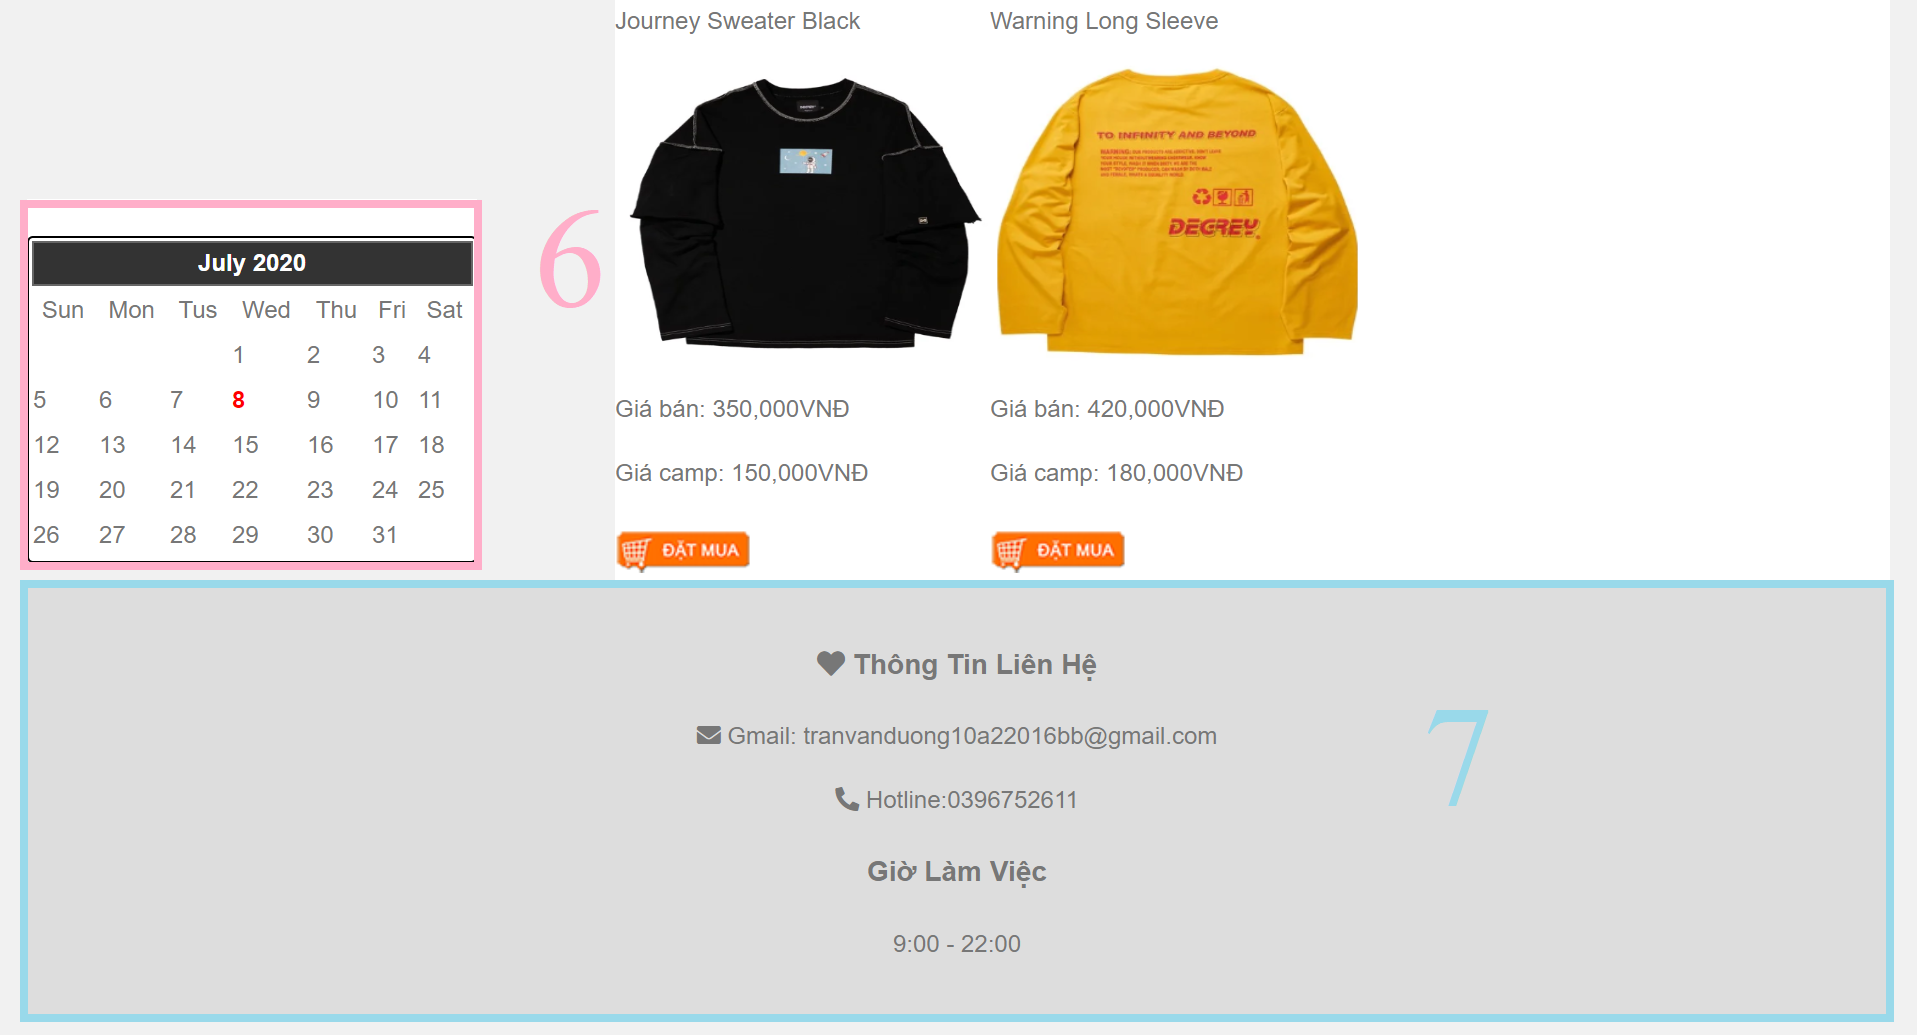 Journey Sweater Black
Warning Long Sleeve
TO INFINITY AND BEYOND
DEGREY
Giá bán: 350,000VNĐ
Giá bán: 420,000VNĐ
Giá camp: 150,000VNĐ
Giá camp: 180,000VNĐ
ĐẶT MUA
ĐẶT MUA
6
July 2020
Sun Mon Tus Wed Thu Fri Sat
1 2 3 4
5 6 7 8 9 10 11
12 13 14 15 16 17 18
19 20 21 22 23 24 25
26 27 28 29 30 31
Thông Tin Liên Hệ
Gmail: tranvanduong10a22016bb@gmail.com
Hotline:0396752611
Giờ Làm Việc
9:00 - 22:00
7